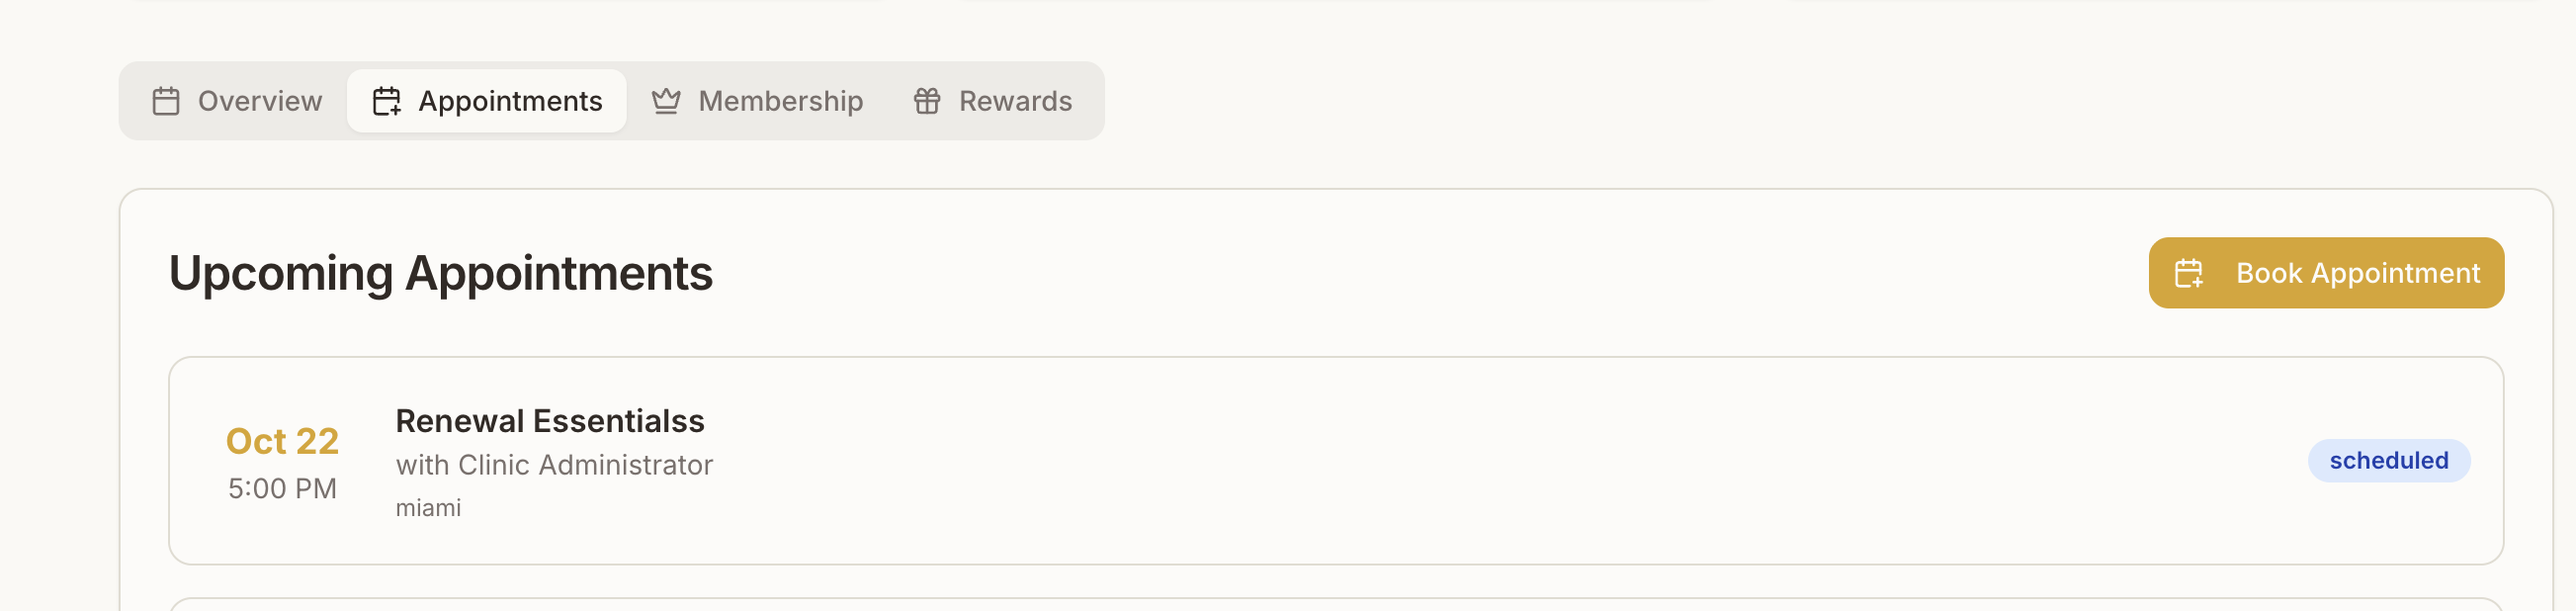 Overview Appointments Membership Rewards
Upcoming Appointments
Book Appointment
Oct 22
5:00 PM
Renewal Essentialss
with Clinic Administrator
miami
scheduled